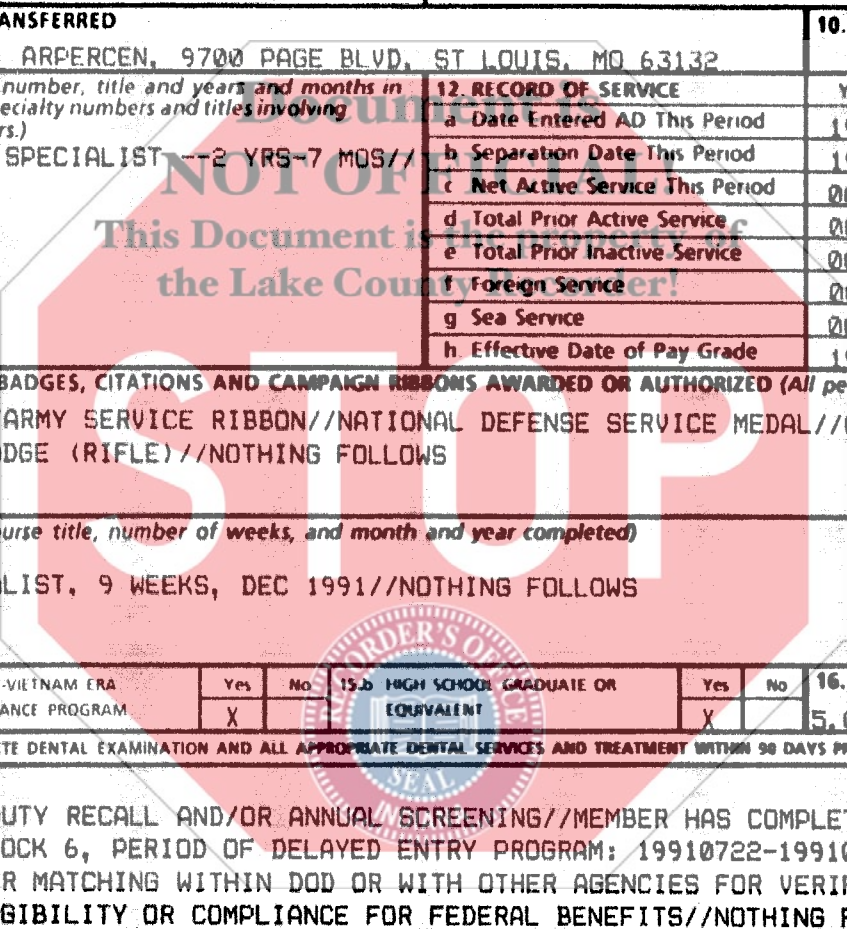 ANSFERRED
10.
ARPERCEN, 9700 PAGE BLVD, ST LOUIS, MO 63132
number, title and years and months in
ecialty numbers and titles involving
rs.)
SPECIALIST --2 YRS-7 MOS//
12. RECORD OF SERVICE
a Date Entered AD This Period
b Separation Date This Period
c Net Active Service This Period
d Total Prior Active Service
e Total Prior Inactive Service
f Foreign Service
g Sea Service
h. Effective Date of Pay Grade
Document is
NOT OFFICIAL!
This Document is the property of
the Lake County Recorder!
STOP
BADGES, CITATIONS AND CAMPAIGN RIBBONS AWARDED OR AUTHORIZED (All pe
ARMY SERVICE RIBBON//NATIONAL DEFENSE SERVICE MEDAL//
DGE (RIFLE)//NOTHING FOLLOWS
urse title, number of weeks, and month and year completed)
LIST, 9 WEEKS, DEC 1991//NOTHING FOLLOWS
RECORDER'S OFFICE
SEAL
-VIETNAM ERA
ANCE PROGRAM
Yes No
X
15.b HIGH SCHOOL GRADUATE OR
EQUIVALENT
Yes No
X
16.
5.
TE DENTAL EXAMINATION AND ALL APPROPRIATE DENTAL SERVICES AND TREATMENT WITHIN 90 DAYS PR
UTY RECALL AND/OR ANNUAL SCREENING//MEMBER HAS COMPLET
OCK 6, PERIOD OF DELAYED ENTRY PROGRAM: 19910722-19910
R MATCHING WITHIN DOD OR WITH OTHER AGENCIES FOR VERIF
GIBILITY OR COMPLIANCE FOR FEDERAL BENEFITS//NOTHING F